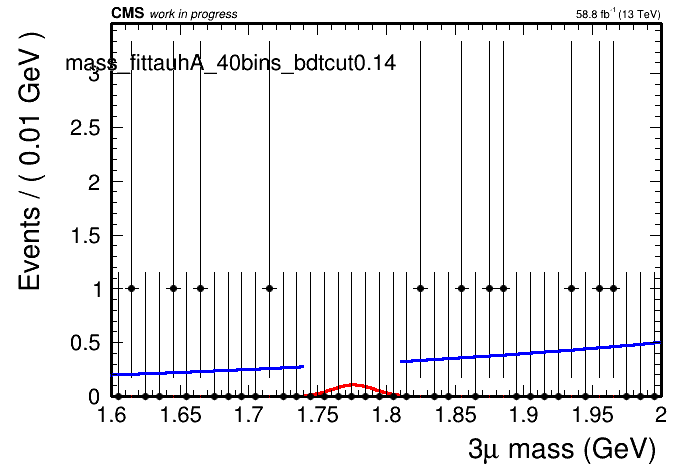 CMS work in progress
58.8 fb⁻¹ (13 TeV)
mass_fittauhA_40bins_bdtcut0.14
Events / ( 0.01 GeV )
3
2.5
2
1.5
1
0.5
0
1.6 1.65 1.7 1.75 1.8 1.85 1.9 1.95 2
3μ mass (GeV)